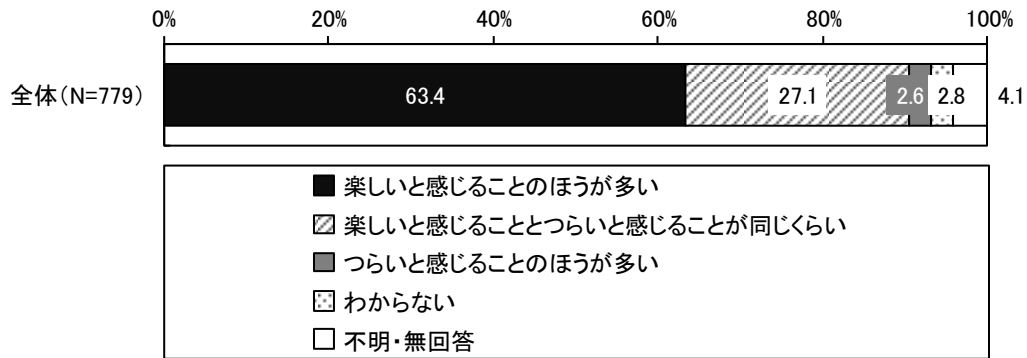 0% 20% 40% 60% 80% 100%
全体(N=779) 63.4 27.1 2.6 2.8 4.1
楽しいと感じることのほうが多い
楽しいと感じることとつらいと感じることが同じくらい
つらいと感じることのほうが多い
わからない
不明・無回答